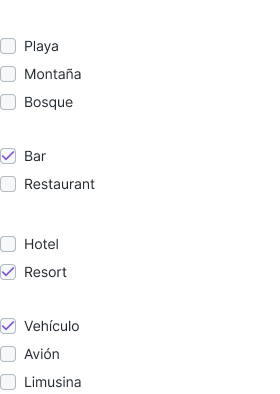 Playa
Montaña
Bosque
Bar
Restaurant
Hotel
Resort
Vehículo
Avión
Limusina